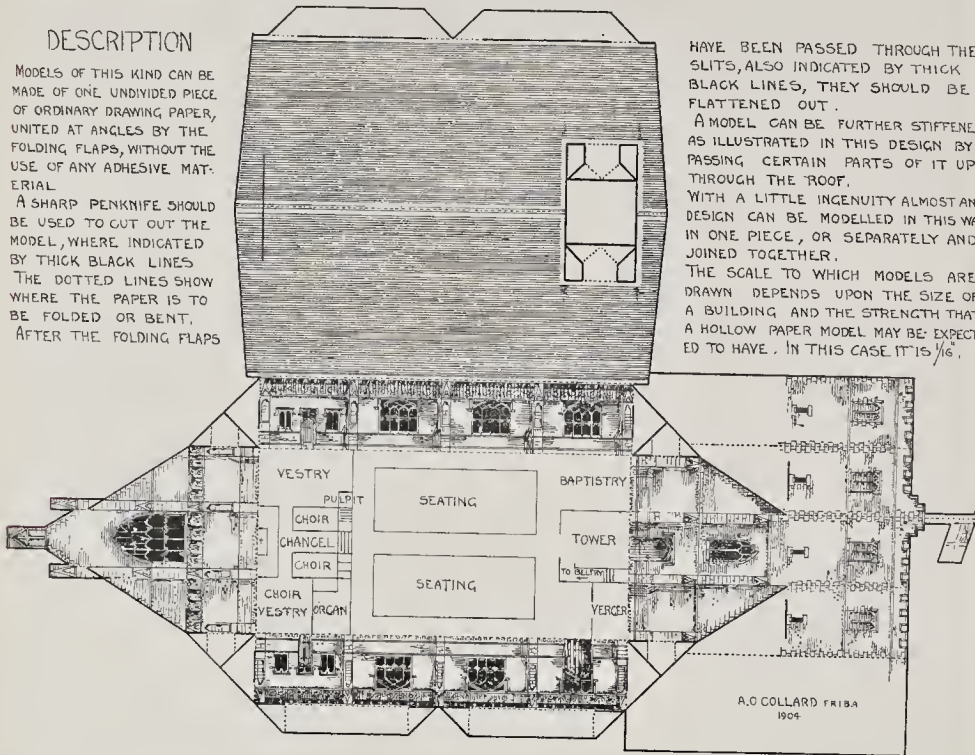 DESCRIPTION
MODELS OF THIS KIND CAN BE
MADE OF ONE UNDIVIDED PIECE
OF ORDINARY DRAWING PAPER,
UNITED AT ANGLES BY THE
FOLDING FLAPS, WITHOUT THE
USE OF ANY ADHESIVE MAT-
ERIAL
A SHARP PENKNIFE SHOULD
BE USED TO CUT OUT THE
MODEL, WHERE INDICATED
BY THICK BLACK LINES
THE DOTTED LINES SHOW
WHERE THE PAPER IS TO
BE FOLDED OR BENT.
AFTER THE FOLDING FLAPS
HAVE BEEN PASSED THROUGH THE
SLITS, ALSO INDICATED BY THICK
BLACK LINES, THEY SHOULD BE
FLATTENED OUT.
A MODEL CAN BE FURTHER STIFFENE
AS ILLUSTRATED IN THIS DESIGN BY
PASSING CERTAIN PARTS OF IT UP
THROUGH THE ROOF.
WITH A LITTLE INGENUITY ALMOST AN
DESIGN CAN BE MODELLED IN THIS WA
IN ONE PIECE, OR SEPARATELY AND
JOINED TOGETHER.
THE SCALE TO WHICH MODELS ARE
DRAWN DEPENDS UPON THE SIZE OF
A BUILDING AND THE STRENGTH THAT
A HOLLOW PAPER MODEL MAY BE EXPECT
ED TO HAVE. IN THIS CASE IT IS 1/16".
VESTRY
BAPTISTRY
PULPIT
SEATING
CHOIR
CHANCEL
TOWER
CHOIR
SEATING
TO BELFRY
CHOIR
VESTRY
ORGAN
VERGER
A.O COLLARD F.R.I.B.A
1904